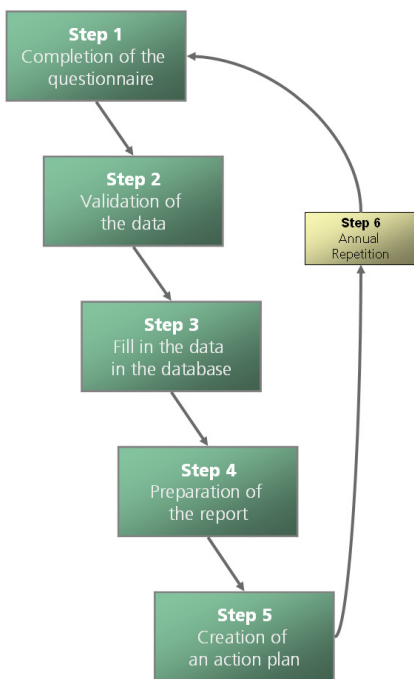 Step 1
Completion of the
questionnaire
Step 2
Validation of
the data
Step 3
Fill in the data
in the database
Step 4
Preparation of
the report
Step 5
Creation of
an action plan
Step 6
Annual
Repetition